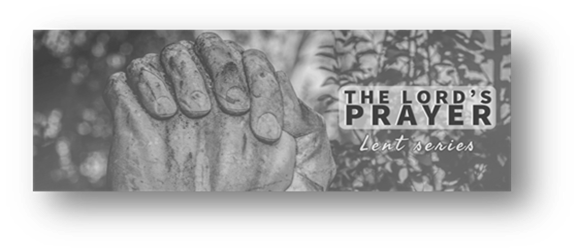 THE LORD'S
PRAYER
Lent series